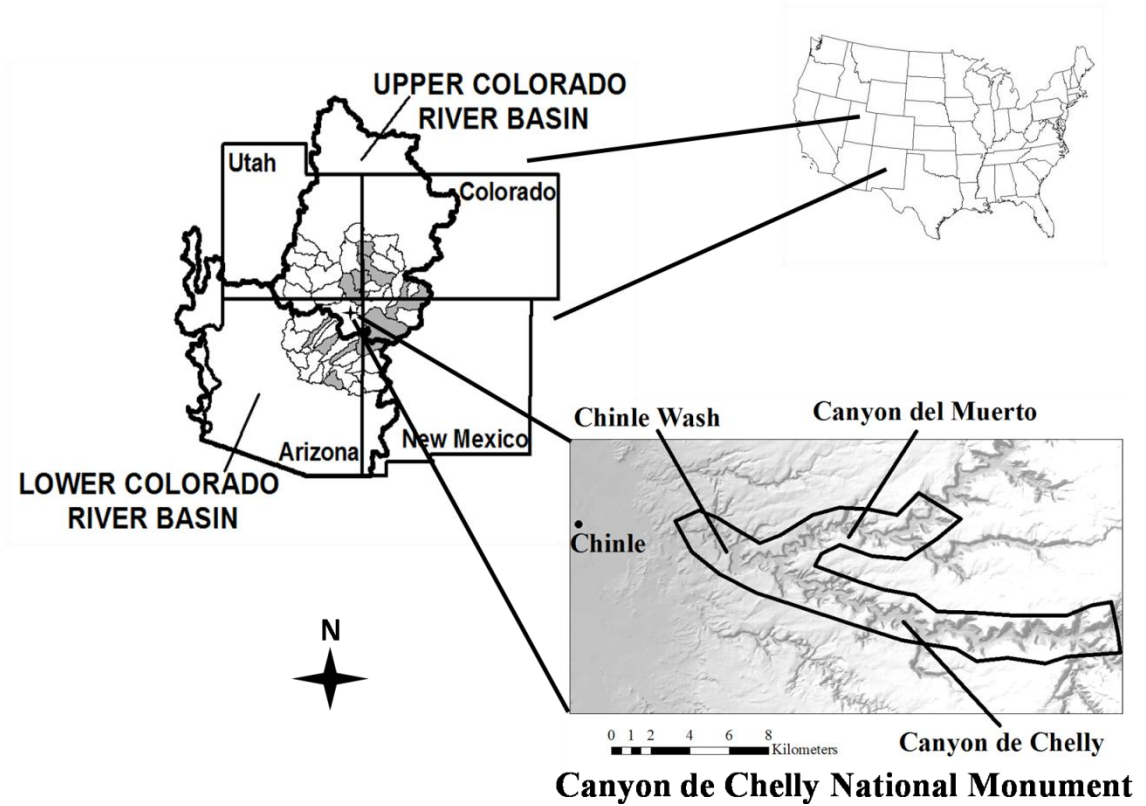 UPPER COLORADO
RIVER BASIN
Utah
Colorado
Arizona
New Mexico
LOWER COLORADO
RIVER BASIN
N
Chinle Wash
Canyon del Muerto
Chinle
Canyon de Chelly
0 1 2 4 6 8
Kilometers
Canyon de Chelly National Monument